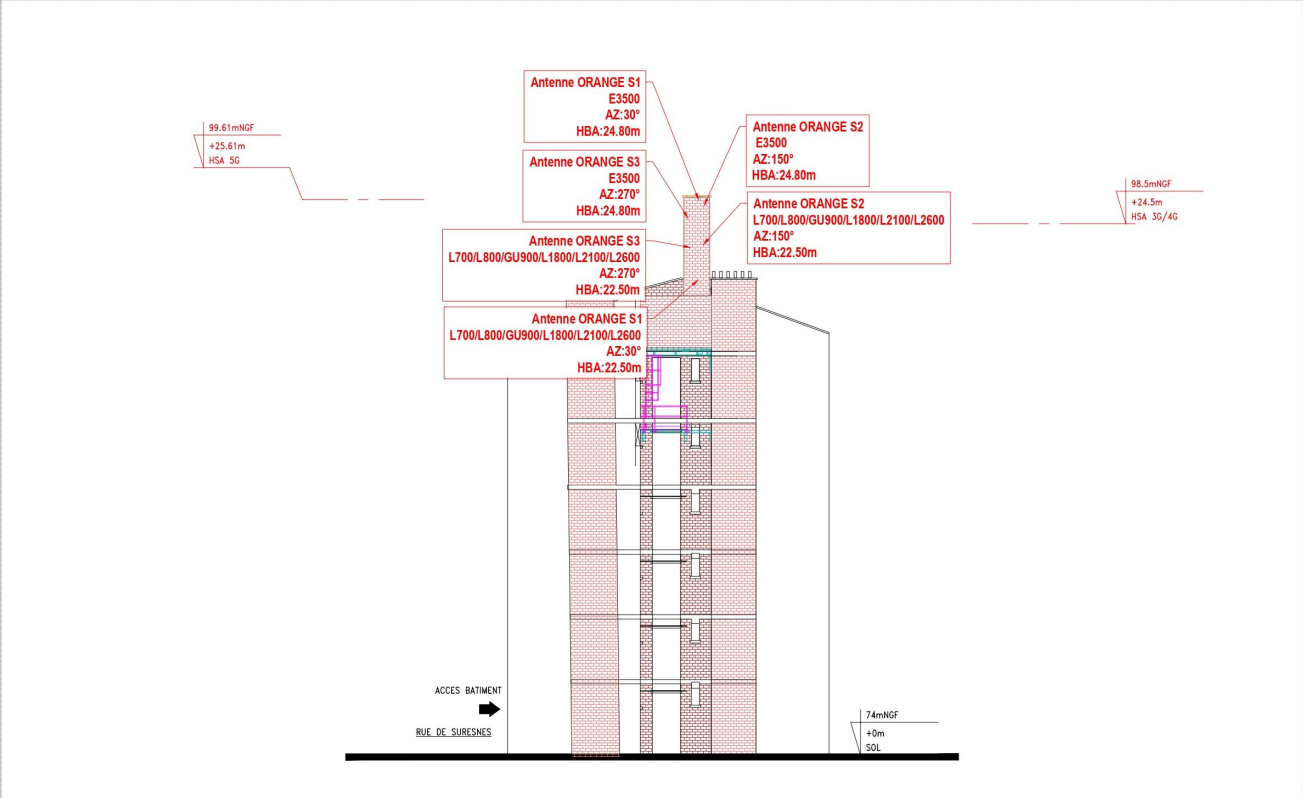 Antenne ORANGE S1
E3500
AZ:30°
HBA:24.80m
Antenne ORANGE S2
E3500
AZ:150°
HBA:24.80m
99.61mNGF
+25.61m
HSA 5G
Antenne ORANGE S3
E3500
AZ:270°
HBA:24.80m
98.5mNGF
+24.5m
HSA 3G/4G
Antenne ORANGE S2
L700/L800/GU900/L1800/L2100/L2600
AZ:150°
HBA:22.50m
Antenne ORANGE S3
L700/L800/GU900/L1800/L2100/L2600
AZ:270°
HBA:22.50m
Antenne ORANGE S1
L700/L800/GU900/L1800/L2100/L2600
AZ:30°
HBA:22.50m
ACCES BATIMENT
RUE DE SURESNES
74mNGF
+0m
SOL